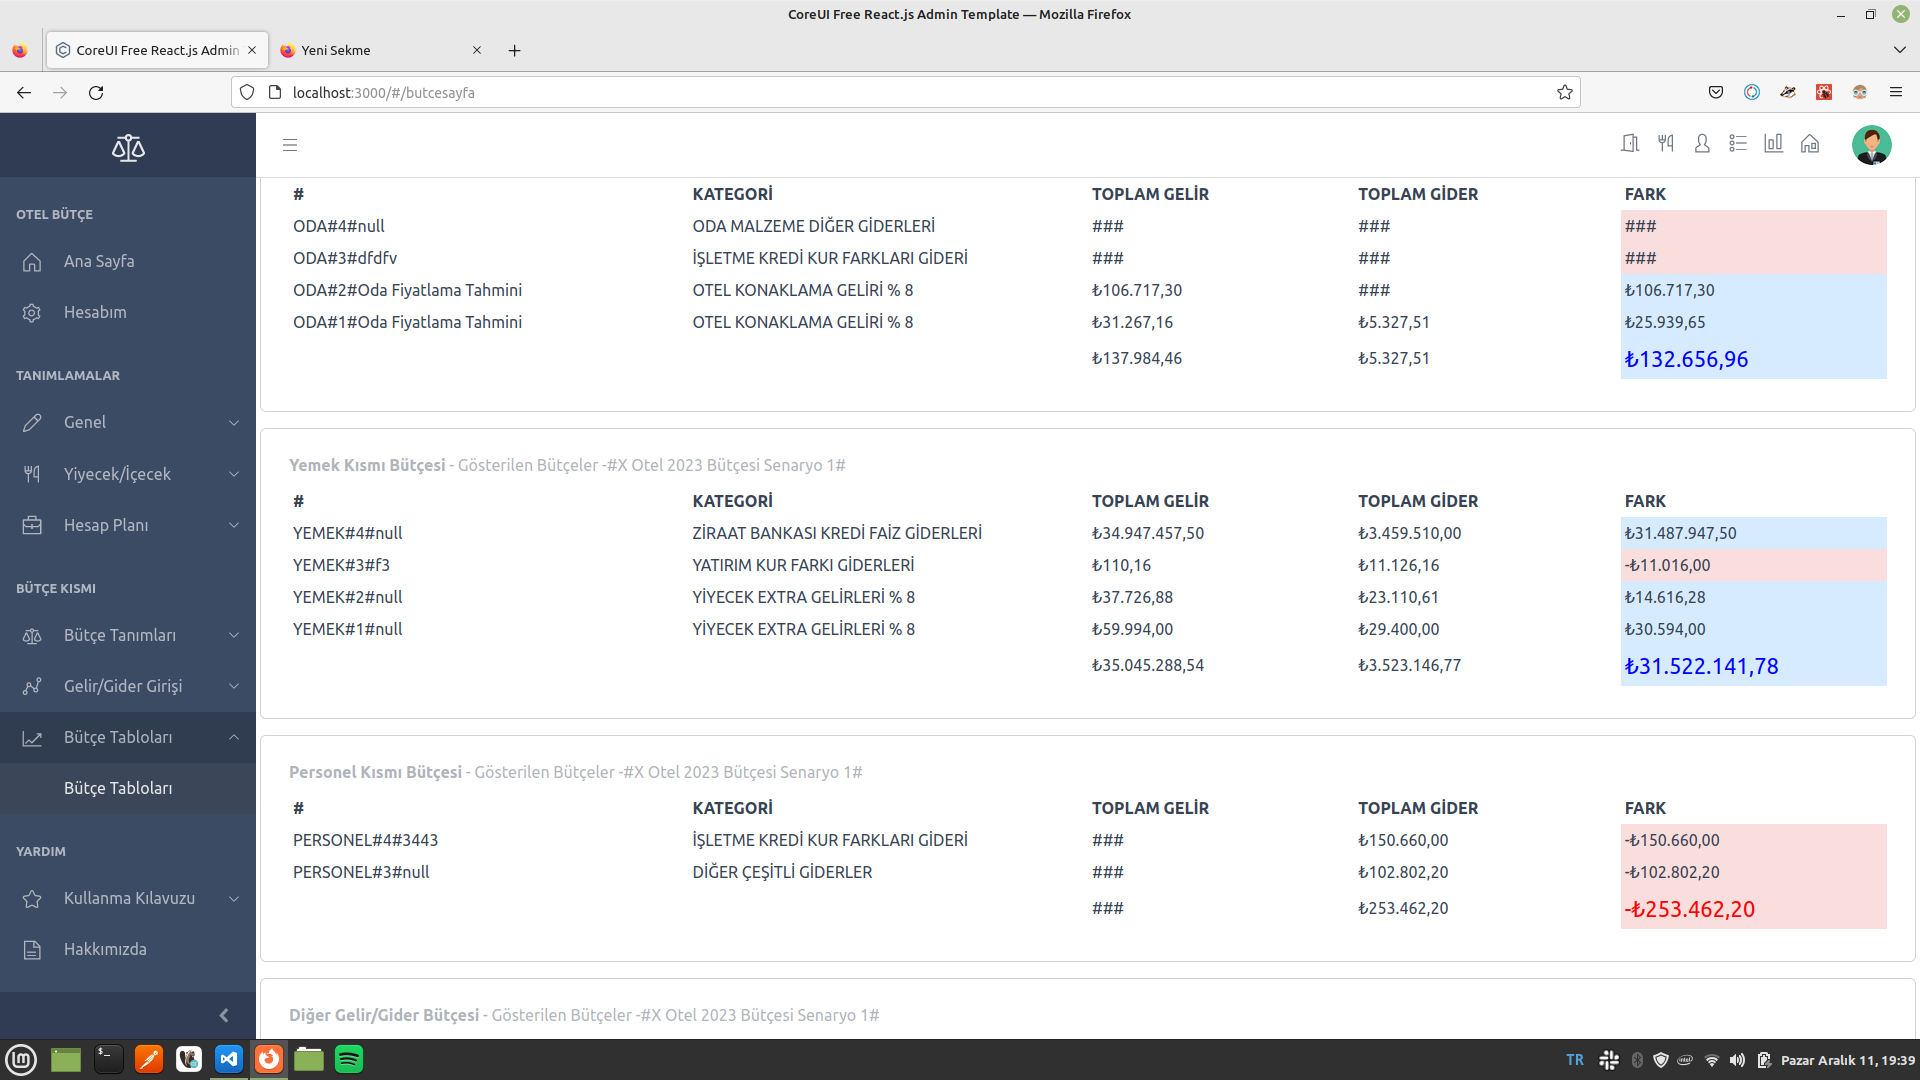 CoreUI Free React.js Admin Template — Mozilla Firefox
CoreUI Free React.js Admin
Yeni Sekme
localhost:3000/#/butcesayfa
OTEL BÜTÇE
Ana Sayfa
Hesabım
TANIMLAMALAR
Genel
Yiyecek/İçecek
Hesap Planı
BÜTÇE KISMI
Bütçe Tanımları
Gelir/Gider Girişi
Bütçe Tabloları
Bütçe Tabloları
YARDIM
Kullanma Kılavuzu
Hakkımızda
# KATEGORİ TOPLAM GELİR TOPLAM GİDER FARK
ODA#4#null ODA MALZEME DİĞER GİDERLERİ ### ### ###
ODA#3#dfdfv İŞLETME KREDİ KUR FARKLARI GİDERİ ### ### ###
ODA#2#Oda Fiyatlama Tahmini OTEL KONAKLAMA GELİRİ % 8 ₺106.717,30 ### ₺106.717,30
ODA#1#Oda Fiyatlama Tahmini OTEL KONAKLAMA GELİRİ % 8 ₺31.267,16 ₺5.327,51 ₺25.939,65
₺137.984,46 ₺5.327,51 ₺132.656,96
Yemek Kısmı Bütçesi - Gösterilen Bütçeler -#X Otel 2023 Bütçesi Senaryo 1#
# KATEGORİ TOPLAM GELİR TOPLAM GİDER FARK
YEMEK#4#null ZİRAAT BANKASI KREDİ FAİZ GİDERLERİ ₺34.947.457,50 ₺3.459.510,00 ₺31.487.947,50
YEMEK#3#f3 YATIRIM KUR FARKI GİDERLERİ ₺110,16 ₺11.126,16 -₺11.016,00
YEMEK#2#null YİYECEK EXTRA GELİRLERİ % 8 ₺37.726,88 ₺23.110,61 ₺14.616,28
YEMEK#1#null YİYECEK EXTRA GELİRLERİ % 8 ₺59.994,00 ₺29.400,00 ₺30.594,00
₺35.045.288,54 ₺3.523.146,77 ₺31.522.141,78
Personel Kısmı Bütçesi - Gösterilen Bütçeler -#X Otel 2023 Bütçesi Senaryo 1#
# KATEGORİ TOPLAM GELİR TOPLAM GİDER FARK
PERSONEL#4#3443 İŞLETME KREDİ KUR FARKLARI GİDERİ ### ₺150.660,00 -₺150.660,00
PERSONEL#3#null DİĞER ÇEŞİTLİ GİDERLER ### ₺102.802,20 -₺102.802,20
### ₺253.462,20 -₺253.462,20
Diğer Gelir/Gider Bütçesi - Gösterilen Bütçeler -#X Otel 2023 Bütçesi Senaryo 1#
TR
Pazar Aralık 11, 19:39